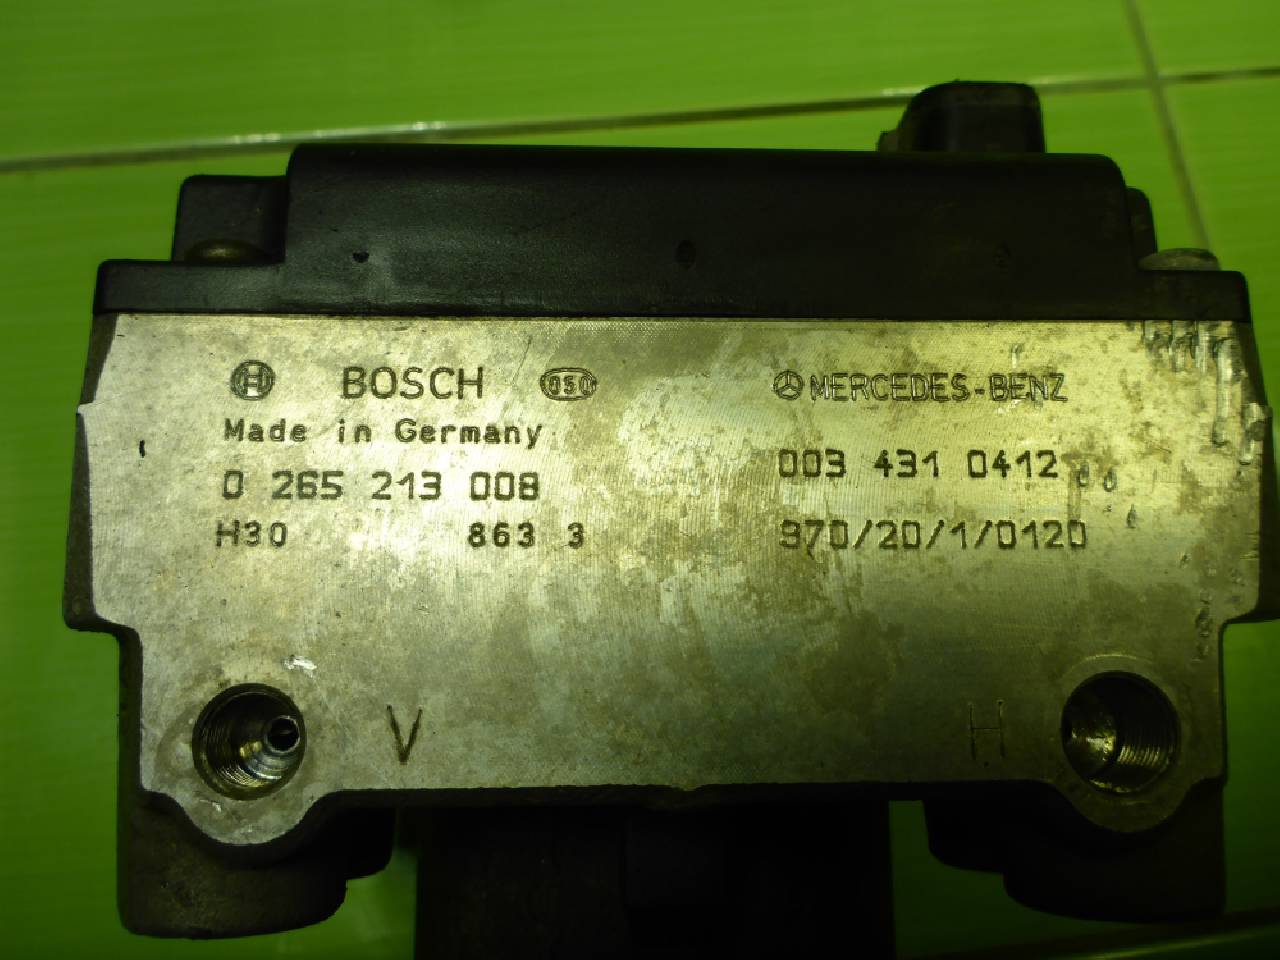 BOSCH 050
Made in Germany
0 265 213 008
H30 863 3
MERCEDES-BENZ
003 431 0412
970/20/1/0120
V
H